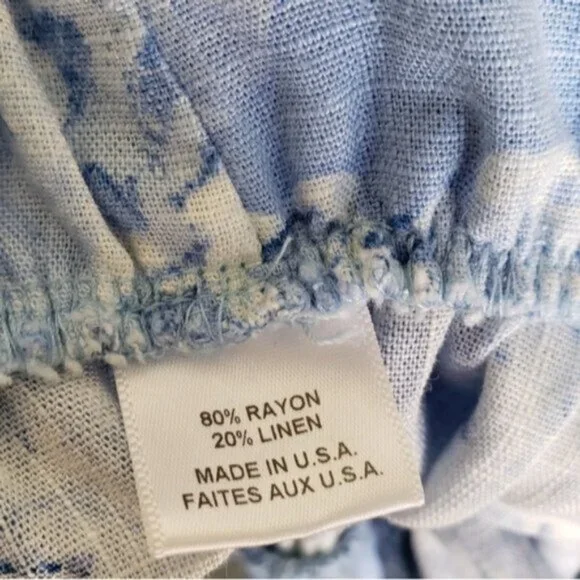 80% RAYON
20% LINEN
MADE IN U.S.A.
FAITES AUX U.S.A.